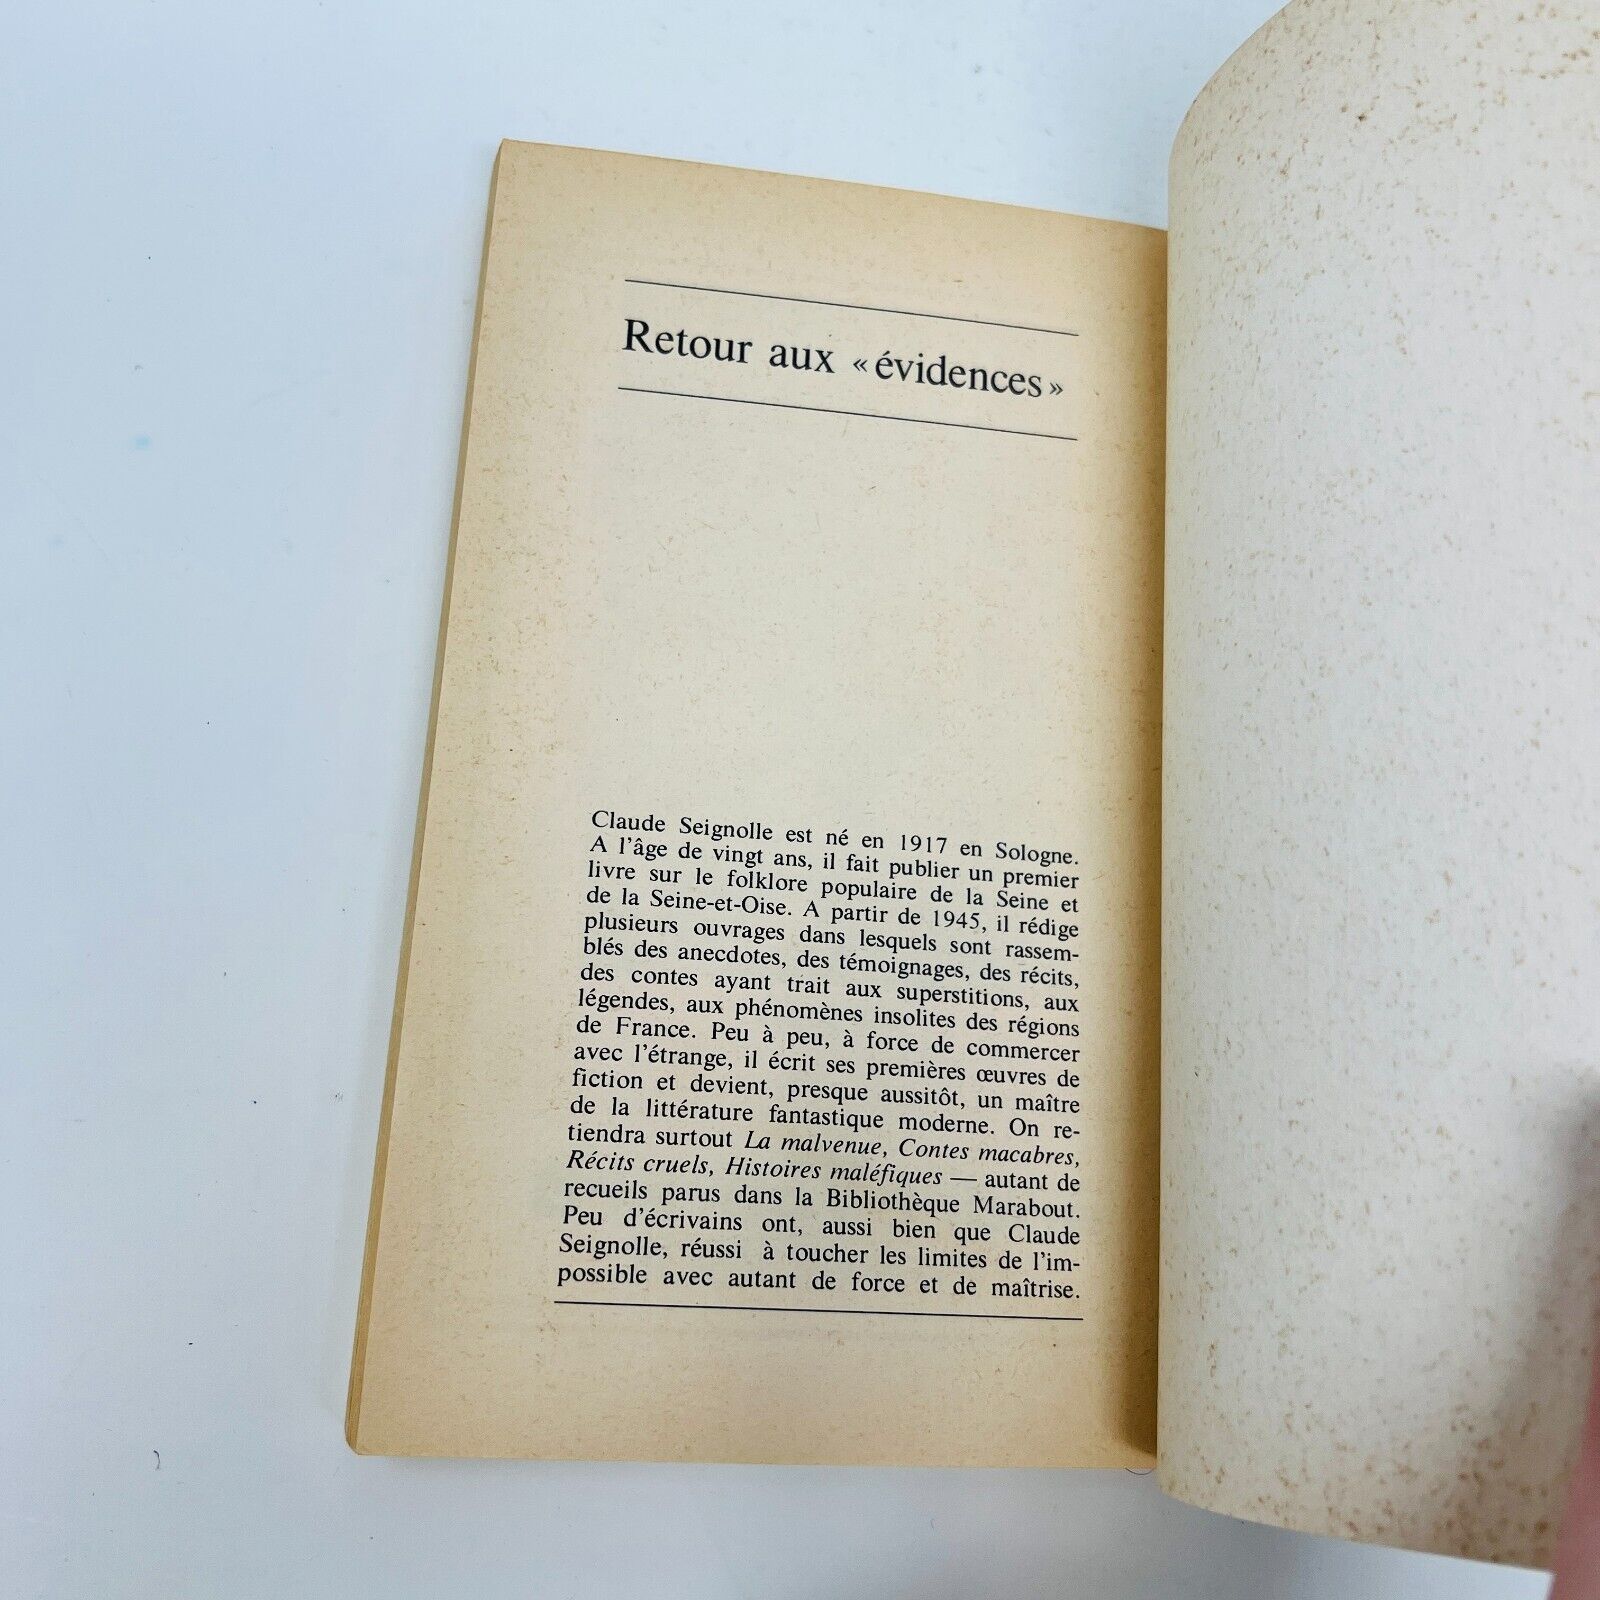 Retour aux « évidences »
Claude Seignolle est né en 1917 en Sologne.
A l'âge de vingt ans, il fait publier un premier
livre sur le folklore populaire de la Seine et
de la Seine-et-Oise. A partir de 1945, il rédige
plusieurs ouvrages dans lesquels sont rassem-
blés des anecdotes, des témoignages, des récits,
des contes ayant trait aux superstitions, aux
légendes, aux phénomènes insolites des régions
de France. Peu à peu, à force de commercer
avec l'étrange, il écrit ses premières œuvres de
fiction et devient, presque aussitôt, un maître
de la littérature fantastique moderne. On re-
tiendra surtout La malvenue, Contes macabres,
Récits cruels, Histoires maléfiques — autant de
recueils parus dans la Bibliothèque Marabout.
Peu d'écrivains ont, aussi bien que Claude
Seignolle, réussi à toucher les limites de l'im-
possible avec autant de force et de maîtrise.